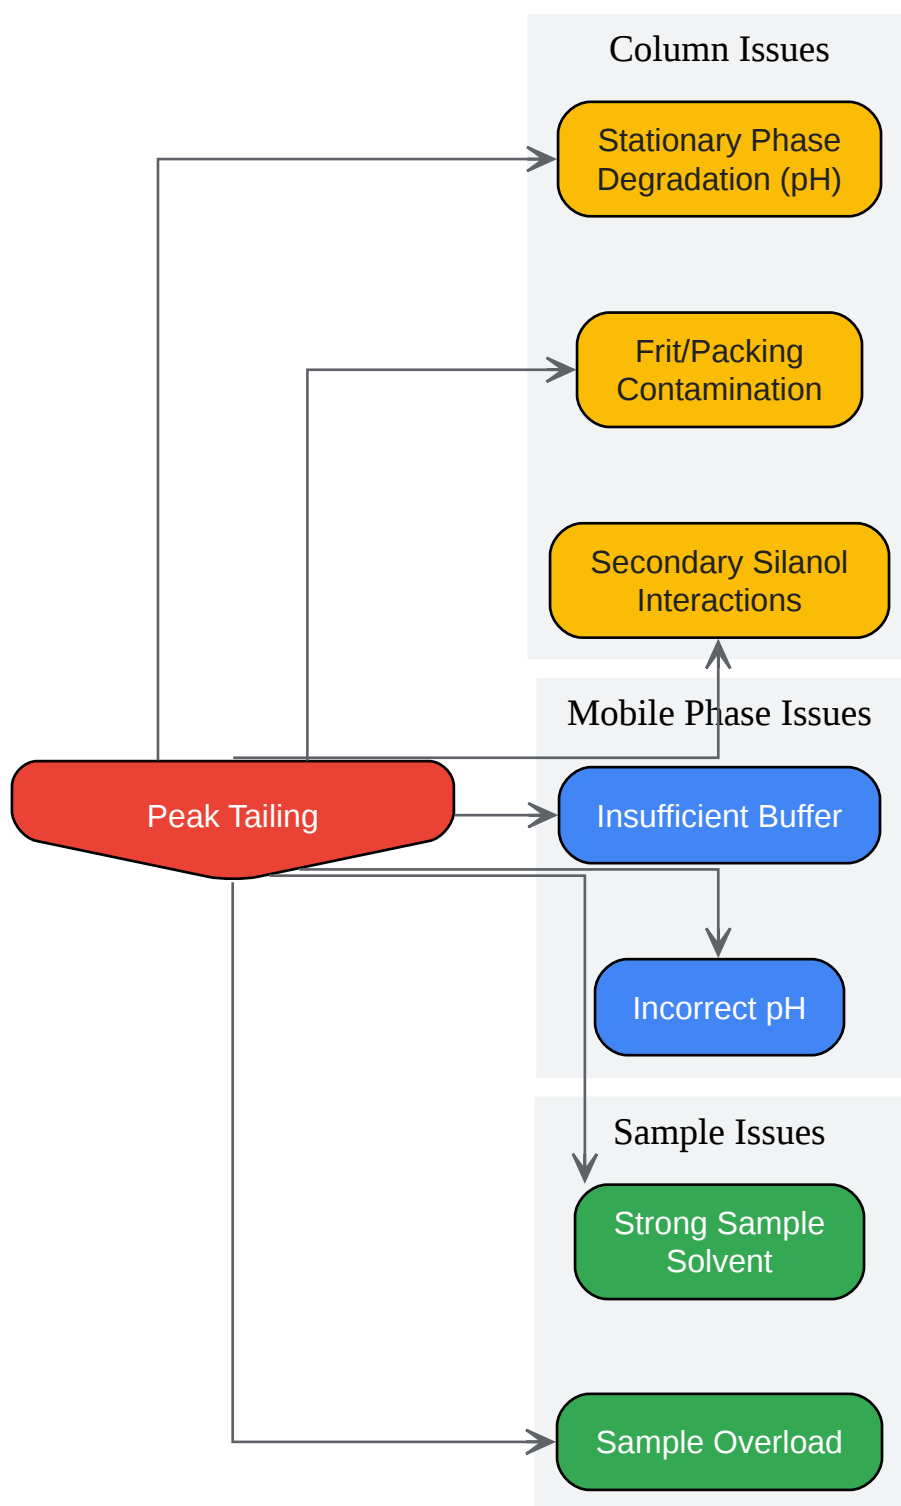 Column Issues
Stationary Phase
Degradation (pH)
Frit/Packing
Contamination
Secondary Silanol
Interactions
Mobile Phase Issues
Peak Tailing
Insufficient Buffer
Incorrect pH
Sample Issues
Strong Sample
Solvent
Sample Overload